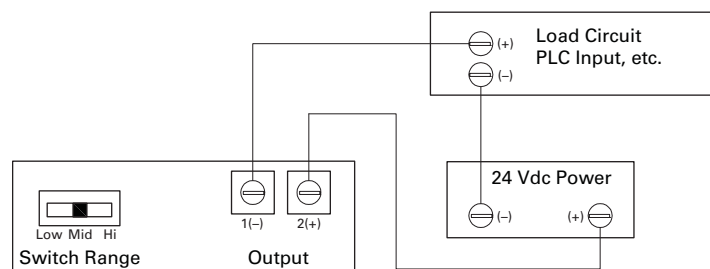 Load Circuit
PLC Input, etc.
(+)
(–)
24 Vdc Power
(–)
(+)
1(–)
2(+)
Low Mid Hi
Switch Range
Output